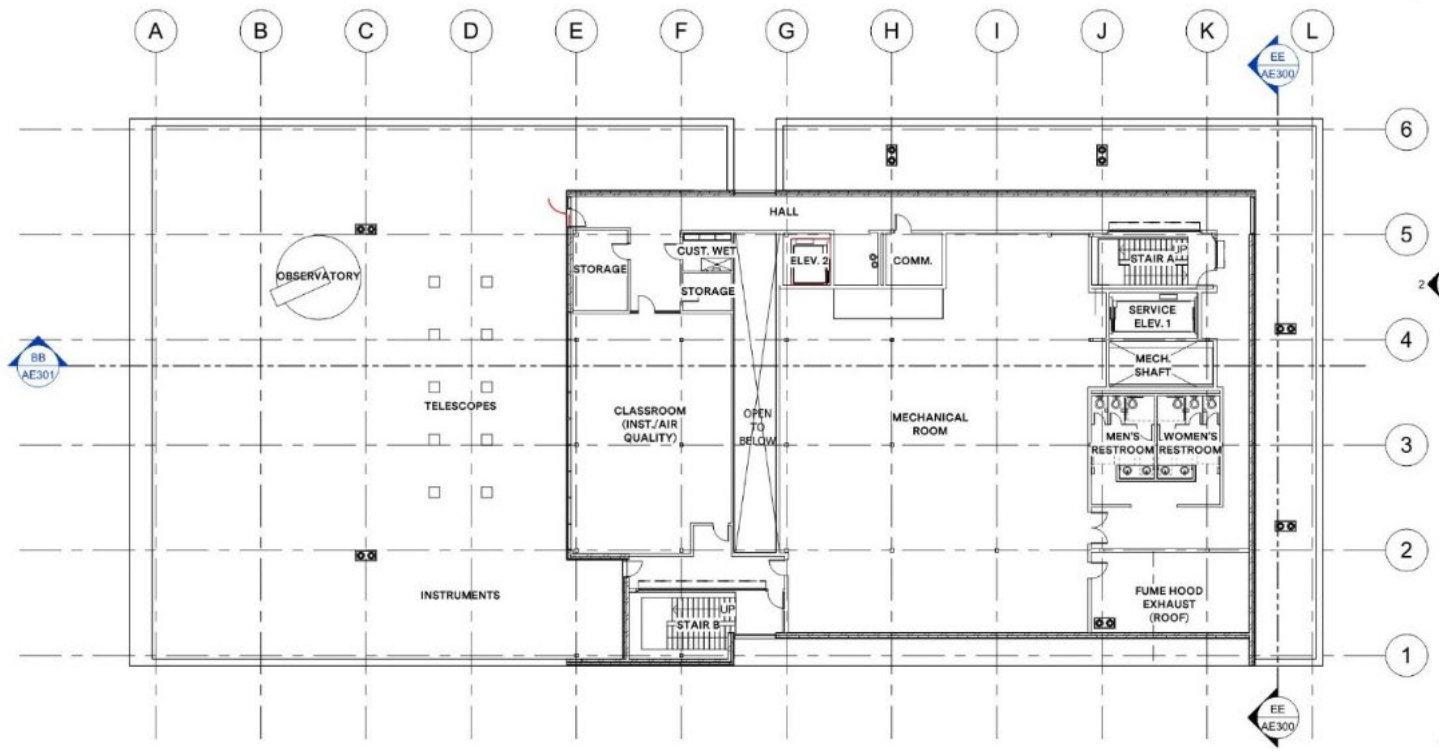 A B C D E F G H I J K L
EE
AE300
6
HALL
5
CUST. WET
ELEV. 2
COMM.
UP
STAIR A
OBSERVATORY
STORAGE
STORAGE
2
SERVICE
ELEV. 1
4
BB
AE301
MECH.
SHAFT
TELESCOPES
CLASSROOM
(INST./AIR
QUALITY)
OPEN
TO
BELOW
MECHANICAL
ROOM
MEN'S
RESTROOM
WOMEN'S
RESTROOM
3
2
INSTRUMENTS
FUME HOOD
EXHAUST
(ROOF)
UP
STAIR B
1
EE
AE300